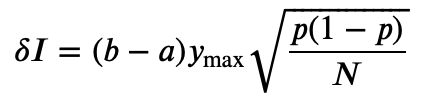 δI = (b − a)y_max √(p(1 − p)/N)